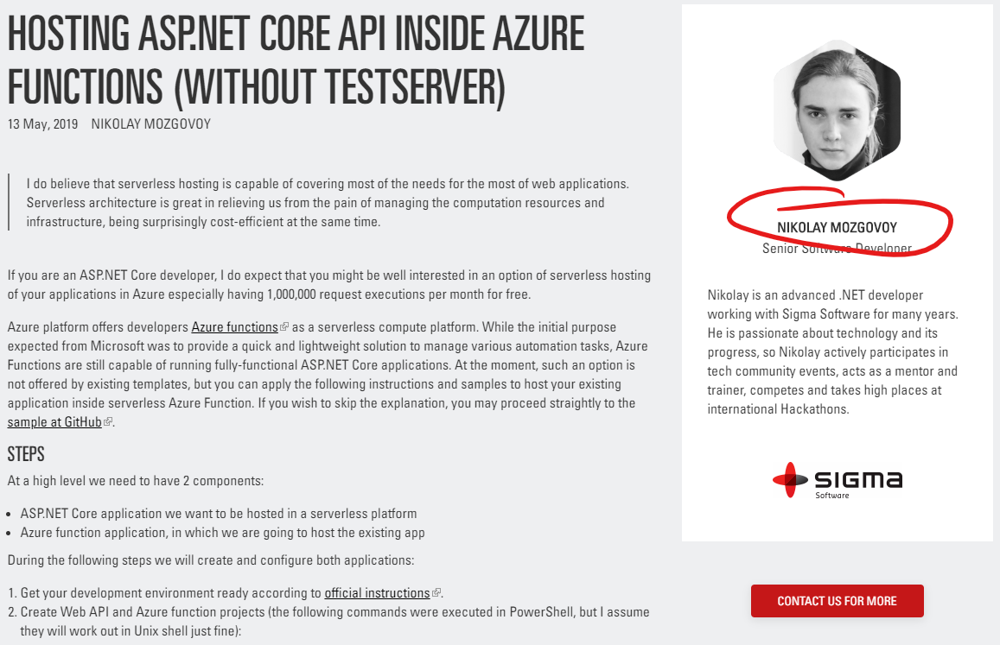 HOSTING ASP.NET CORE API INSIDE AZURE
FUNCTIONS (WITHOUT TESTSERVER)
13 May, 2019 NIKOLAY MOZGOVOY
I do believe that serverless hosting is capable of covering most of the needs for the most of web applications.
Serverless architecture is great in relieving us from the pain of managing the computation resources and
infrastructure, being surprisingly cost-efficient at the same time.
If you are an ASP.NET Core developer, I do expect that you might be well interested in an option of serverless hosting
of your applications in Azure especially having 1,000,000 request executions per month for free.
Azure platform offers developers Azure functions as a serverless compute platform. While the initial purpose
expected from Microsoft was to provide a quick and lightweight solution to manage various automation tasks, Azure
Functions are still capable of running fully-functional ASP.NET Core applications. At the moment, such an option is
not offered by existing templates, but you can apply the following instructions and samples to host your existing
application inside serverless Azure Function. If you wish to skip the explanation, you may proceed straightly to the
sample at GitHub.
STEPS
At a high level we need to have 2 components:
• ASP.NET Core application we want to be hosted in a serverless platform
• Azure function application, in which we are going to host the existing app
During the following steps we will create and configure both applications:
1. Get your development environment ready according to official instructions.
2. Create Web API and Azure function projects (the following commands were executed in PowerShell, but I assume
they will work out in Unix shell just fine):
NIKOLAY MOZGOVOY
Senior Software Developer
Nikolay is an advanced .NET developer
working with Sigma Software for many years.
He is passionate about technology and its
progress, so Nikolay actively participates in
tech community events, acts as a mentor and
trainer, competes and takes high places at
international Hackathons.
sigma
Software
CONTACT US FOR MORE